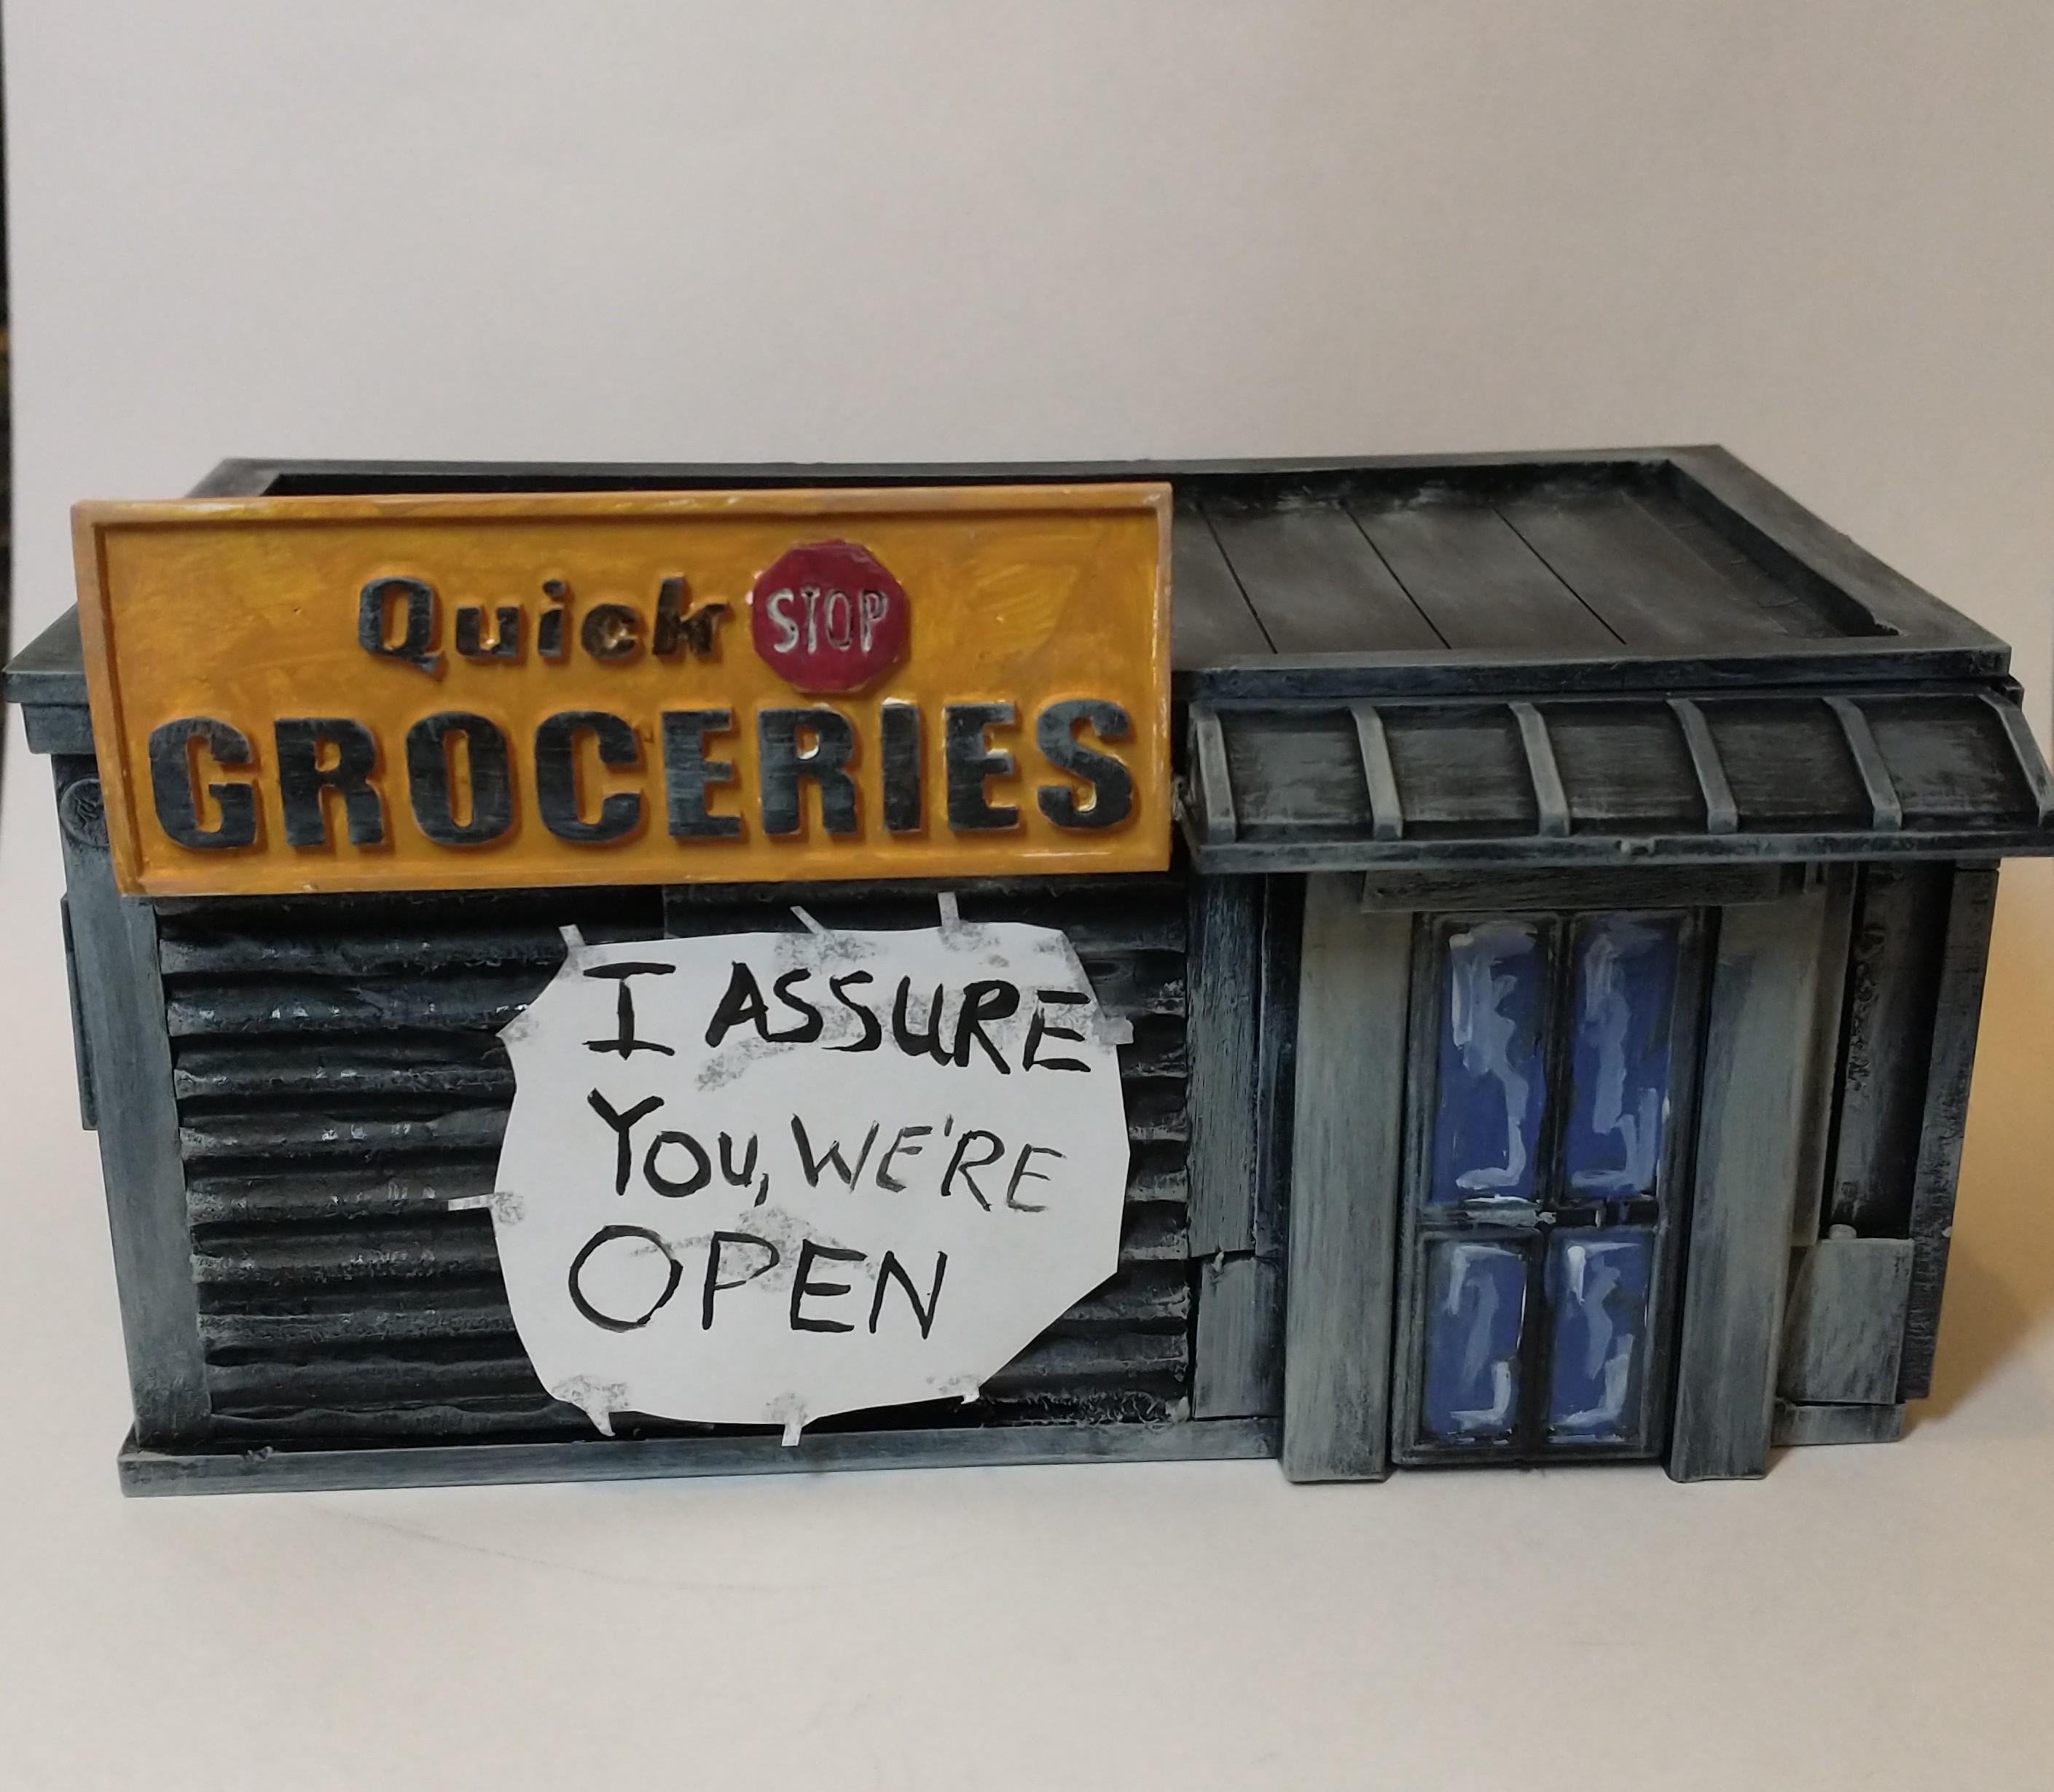 Quick STOP
GROCERIES
I ASSURE
YOU, WE'RE
OPEN